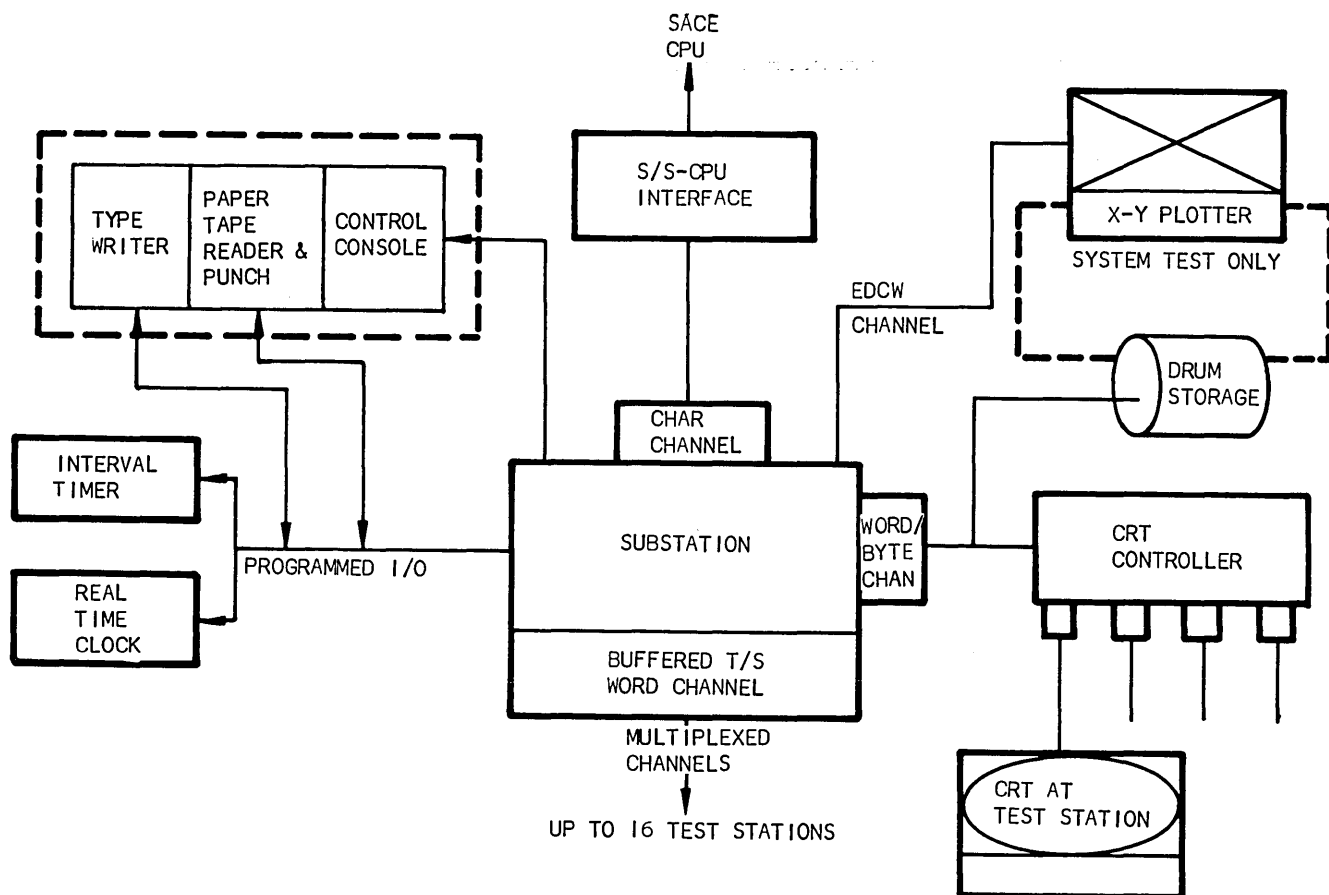 SACE
CPU
S/S-CPU
INTERFACE
TYPE
WRITER
PAPER
TAPE
READER &
PUNCH
CONTROL
CONSOLE
X-Y PLOTTER
SYSTEM TEST ONLY
EDCW
CHANNEL
DRUM
STORAGE
CHAR
CHANNEL
INTERVAL
TIMER
PROGRAMMED I/O
REAL
TIME
CLOCK
SUBSTATION
WORD/
BYTE
CHAN
CRT
CONTROLLER
BUFFERED T/S
WORD CHANNEL
MULTIPLEXED
CHANNELS
UP TO 16 TEST STATIONS
CRT AT
TEST STATION